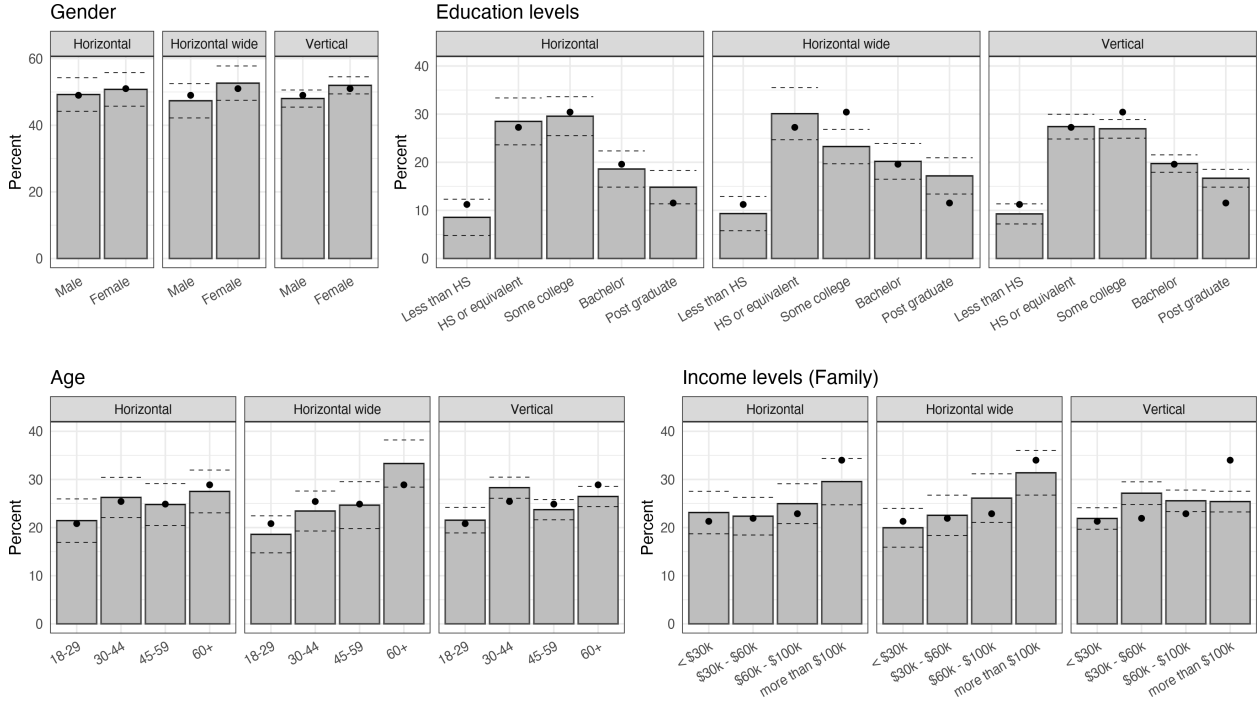 Gender
Horizontal Horizontal wide Vertical
Percent
60
40
20
0
Male Female Male Female Male Female
Education levels
Horizontal Horizontal wide Vertical
Percent
40
30
20
10
0
Less than HS HS or equivalent Some college Bachelor Post graduate Less than HS HS or equivalent Some college Bachelor Post graduate Less than HS HS or equivalent Some college Bachelor Post graduate
Age
Horizontal Horizontal wide Vertical
Percent
40
30
20
10
0
18-29 30-44 45-59 60+ 18-29 30-44 45-59 60+ 18-29 30-44 45-59 60+
Income levels (Family)
Horizontal Horizontal wide Vertical
Percent
40
30
20
10
0
< $30k $30k - $60k $60k - $100k more than $100k < $30k $30k - $60k $60k - $100k more than $100k < $30k $30k - $60k $60k - $100k more than $100k